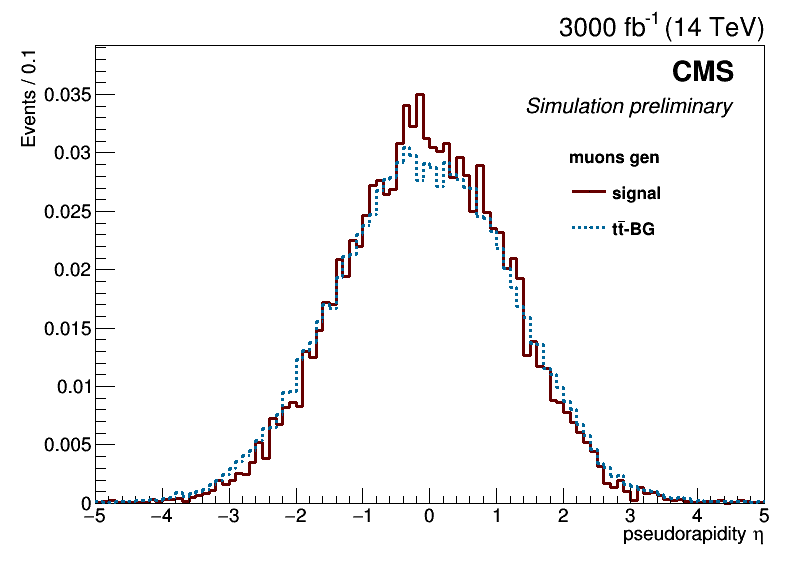 3000 fb-1 (14 TeV)
CMS
Simulation preliminary
muons gen
signal
tt̄-BG
Events / 0.1
0.035
0.03
0.025
0.02
0.015
0.01
0.005
0
−5 −4 −3 −2 −1 0 1 2 3 4 5
pseudorapidity η